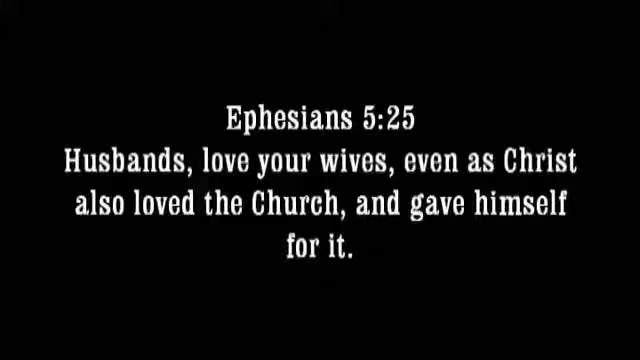 Ephesians 5:25
Husbands, love your wives, even as Christ
also loved the Church, and gave himself
for it.